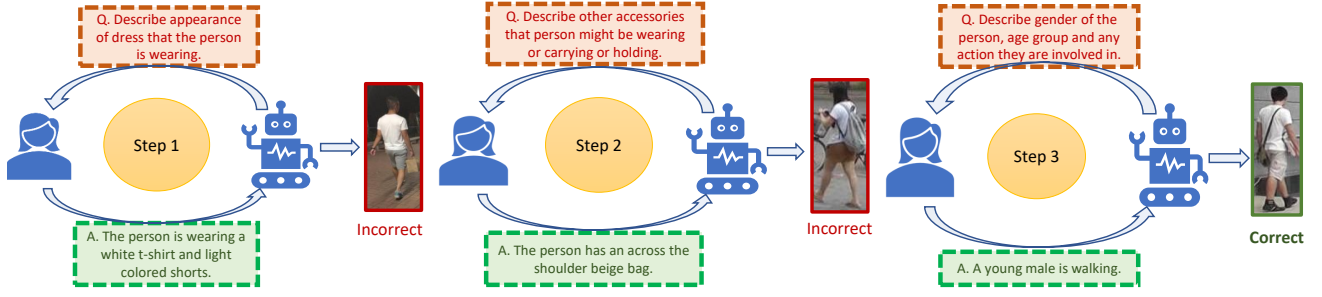 Q. Describe appearance
of dress that the person
is wearing.
Step 1
A. The person is wearing a
white t-shirt and light
colored shorts.
Incorrect
Q. Describe other accessories
that person might be wearing
or carrying or holding.
Step 2
A. The person has an across the
shoulder beige bag.
Incorrect
Q. Describe gender of the
person, age group and any
action they are involved in.
Step 3
A. A young male is walking.
Correct